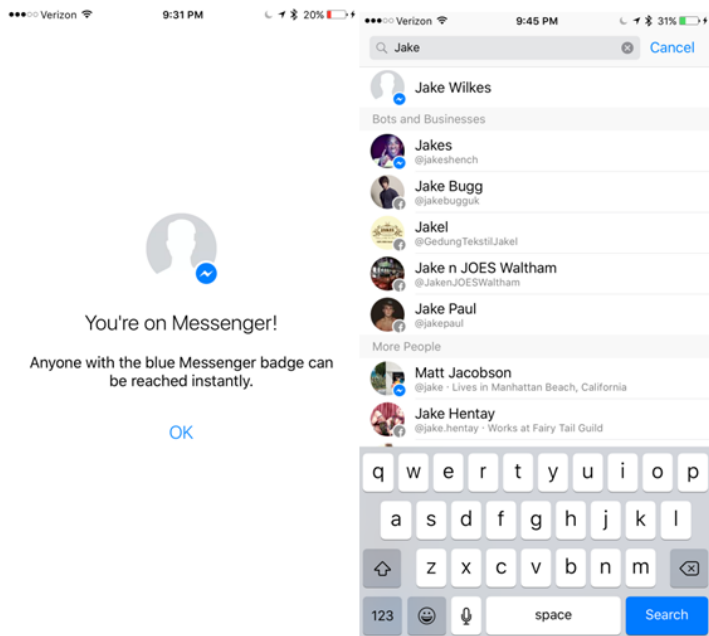 Verizon 9:31 PM 20%
You're on Messenger!
Anyone with the blue Messenger badge can
be reached instantly.
OK
Verizon 9:45 PM 31%
Jake Cancel
Jake Wilkes
Bots and Businesses
Jakes
@jakeshench
Jake Bugg
@jakebugguk
Jakel
@GedungTekstilJakel
Jake n JOES Waltham
@JakenJOESWaltham
Jake Paul
@jakepaul
More People
Matt Jacobson
@jake · Lives in Manhattan Beach, California
Jake Hentay
@jake.hentay · Works at Fairy Tail Guild
q w e r t y u i o p
a s d f g h j k l
z x c v b n m
123 space Search